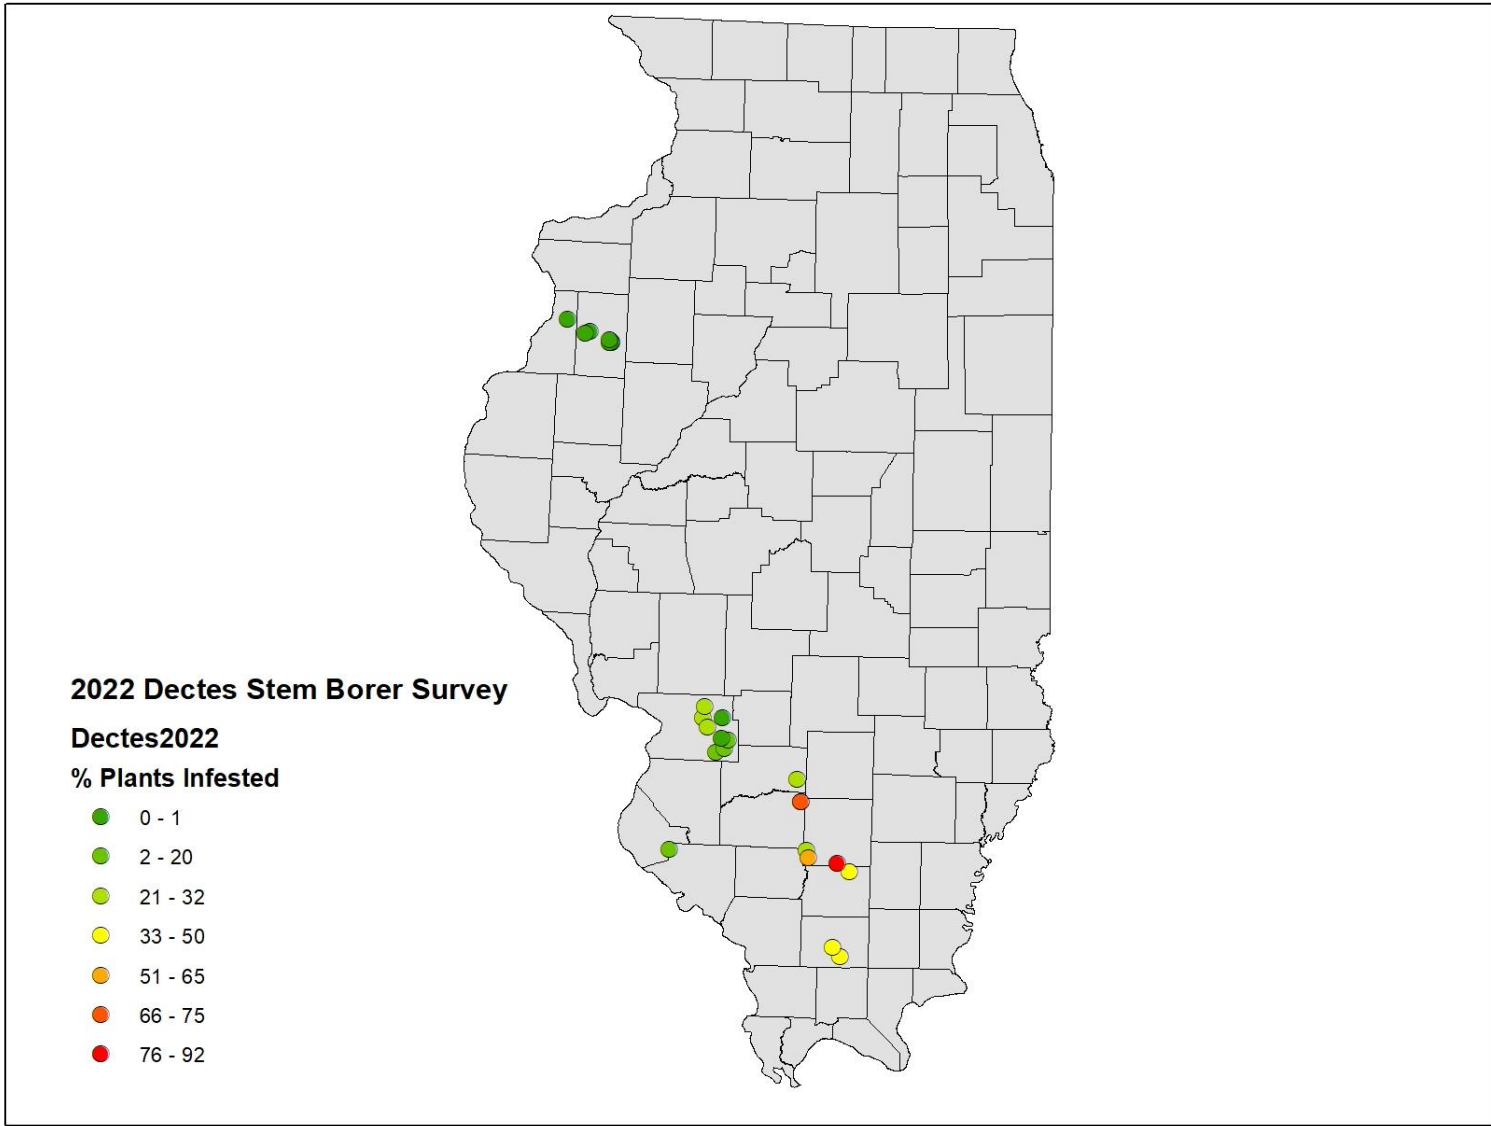 2022 Dectes Stem Borer Survey
Dectes2022
% Plants Infested
0 - 1
2 - 20
21 - 32
33 - 50
51 - 65
66 - 75
76 - 92